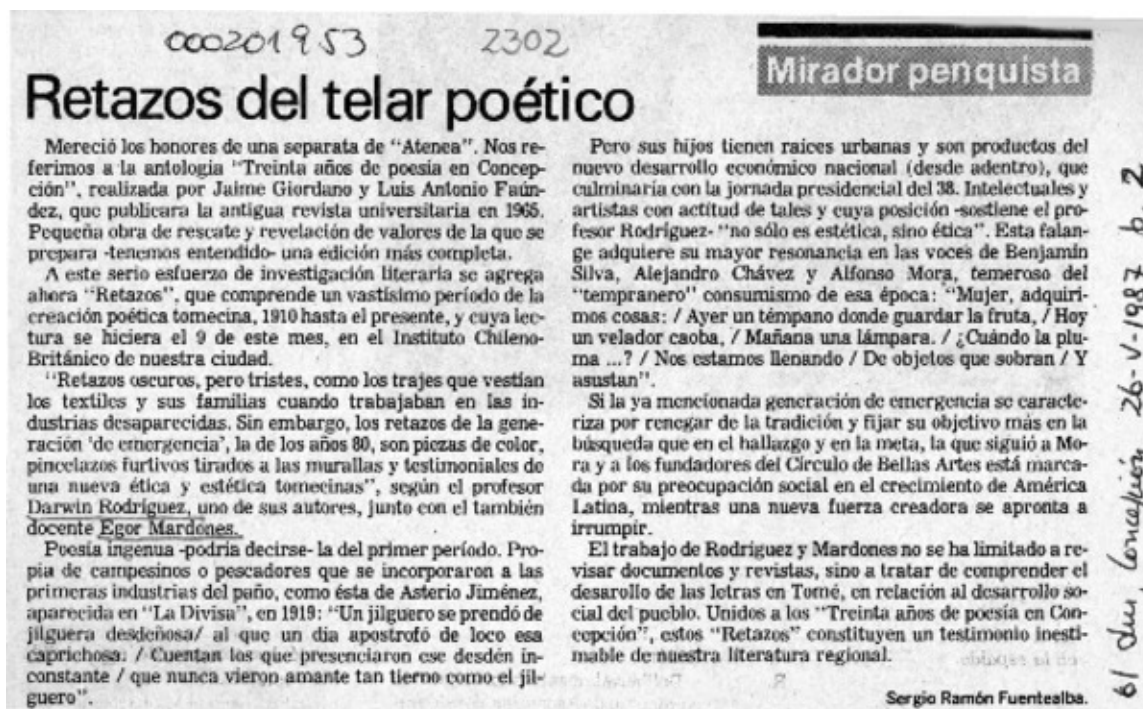 000201953 2302
Mirador penquista
Retazos del telar poético
Mereció los honores de una separata de "Atenea". Nos re-
ferimos a la antologia "Treinta años de poesia en Concep-
ción", realizada por Jaime Giordano y Luis Antonio Faún-
dez, que publicara la antigua revista universitaria en 1965.
Pequeña obra de rescate y revelación de valores de la que se
prepara -tenemos entendido- una edición más completa.
A este serio esfuerzo de investigación literaria se agrega
ahora "Retazos", que comprende un vastísimo período de la
creación poética tomecina, 1910 hasta el presente, y cuya lec-
tura se hiciera el 9 de este mes, en el Instituto Chileno-
Británico de nuestra ciudad.
"Retazos oscuros, pero tristes, como los trajes que vestían
los textiles y sus familias cuando trabajaban en las in-
dustrias desaparecidas. Sin embargo, los retazos de la gene-
ración 'de emergencia', la de los años 80, son piezas de color,
pincelazos furtivos tirados a las murallas y testimoniales de
una nueva ética y estética tomecinas", según el profesor
Darwin Rodríguez, uno de sus autores, junto con el también
docente Egor Mardones.
Poesía ingenua -podría decirse- la del primer período. Pro-
pia de campesinos o pescadores que se incorporaron a las
primeras industrias del paño, como ésta de Asterio Jiménez,
aparecida en "La Divisa", en 1919: "Un jilguero se prendó de
jilguera desdeñosa/ al que un dia apostrofó de loco esa
caprichosa. / Cuentan los que presenciaron ese desdén in-
constante / que nunca vieron amante tan tierno como el jil-
guero".
Pero sus hijos tienen raices urbanas y son productos del
nuevo desarrollo económico nacional (desde adentro), que
culminaría con la jornada presidencial del 38. Intelectuales y
artistas con actitud de tales y cuya posición -sostiene el pro-
fesor Rodríguez- "no sólo es estética, sino ética". Esta falan-
ge adquiere su mayor resonancia en las voces de Benjamín
Silva, Alejandro Chávez y Alfonso Mora, temeroso del
"tempranero" consumismo de esa época: "Mujer, adquiri-
mos cosas: / Ayer un témpano donde guardar la fruta, / Hoy
un velador caoba, / Mañana una lámpara. / ¿Cuándo la plu-
ma ...? / Nos estamos llenando / De objetos que sobran / Y
asustan".
Si la ya mencionada generación de emergencia se caracte-
riza por renegar de la tradición y fijar su objetivo más en la
búsqueda que en el hallazgo y en la meta, la que siguió a Mo-
ra y a los fundadores del Círculo de Bellas Artes está marca-
da por su preocupación social en el crecimiento de América
Latina, mientras una nueva fuerza creadora se apronta a
irrumpir.
El trabajo de Rodríguez y Mardones no se ha limitado a re-
visar documentos y revistas, sino a tratar de comprender el
desarollo de las letras en Tomé, en relación al desarrollo so-
cial del pueblo. Unidos a los "Treinta años de poesía en Con-
cepción", estos "Retazos" constituyen un testimonio inesti-
mable de nuestra literatura regional.
Sergio Ramón Fuentealba.
Concepción 26-V-1987 p. 2